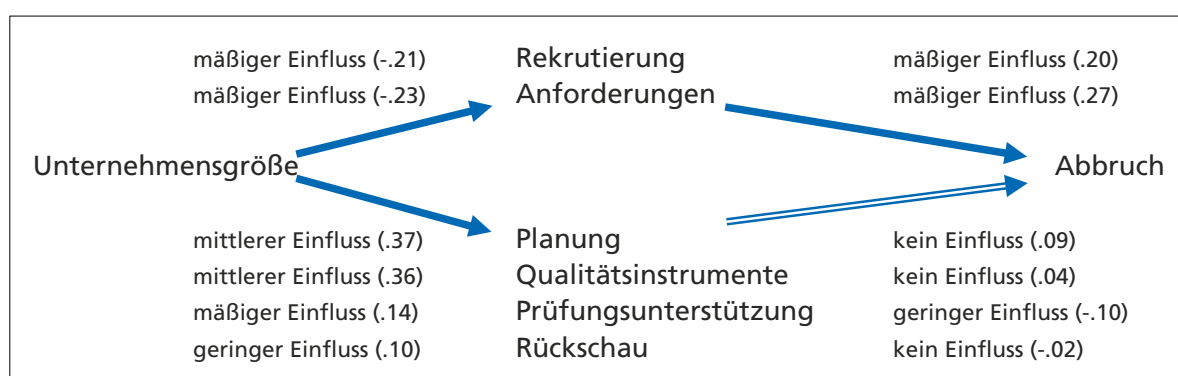 mäßiger Einfluss (-.21) Rekrutierung mäßiger Einfluss (.20)
mäßiger Einfluss (-.23) Anforderungen mäßiger Einfluss (.27)
Unternehmensgröße Abbruch
mittlerer Einfluss (.37) Planung kein Einfluss (.09)
mittlerer Einfluss (.36) Qualitätsinstrumente kein Einfluss (.04)
mäßiger Einfluss (.14) Prüfungsunterstützung geringer Einfluss (-.10)
geringer Einfluss (.10) Rückschau kein Einfluss (-.02)